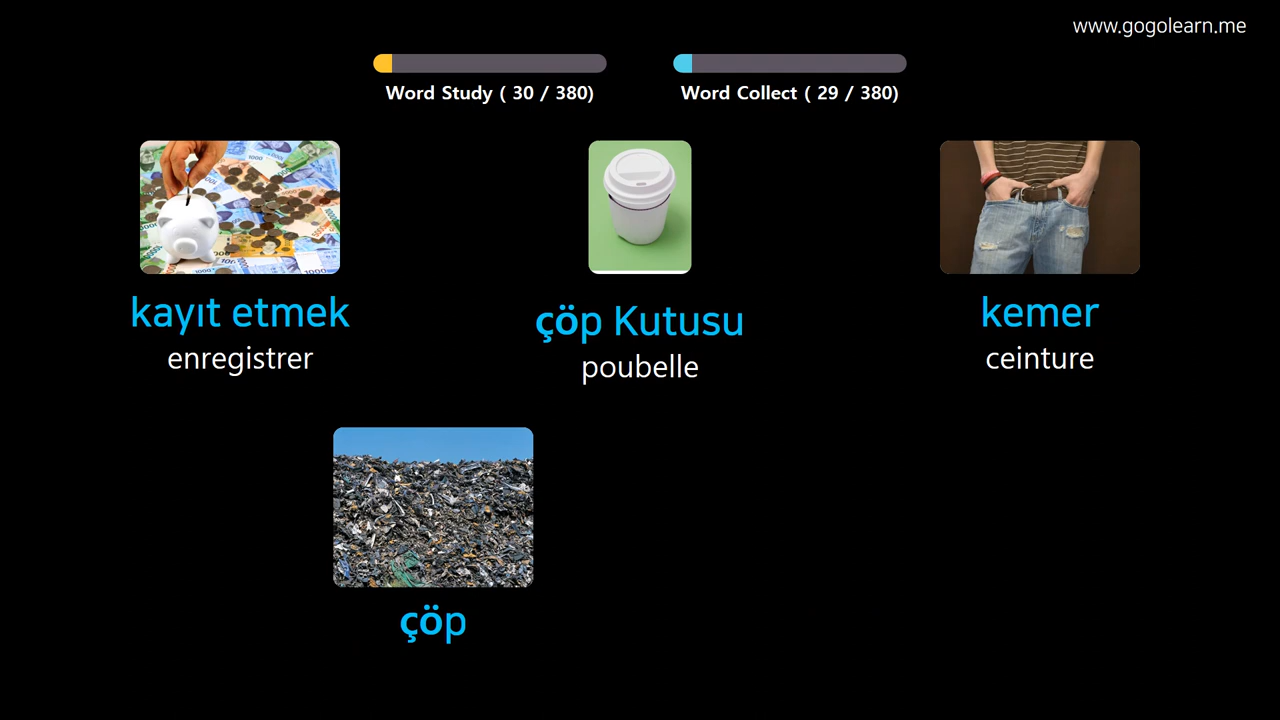 www.gogolearn.me
Word Study ( 30 / 380)
Word Collect ( 29 / 380)
kayıt etmek
enregistrer
çöp Kutusu
poubelle
kemer
ceinture
çöp